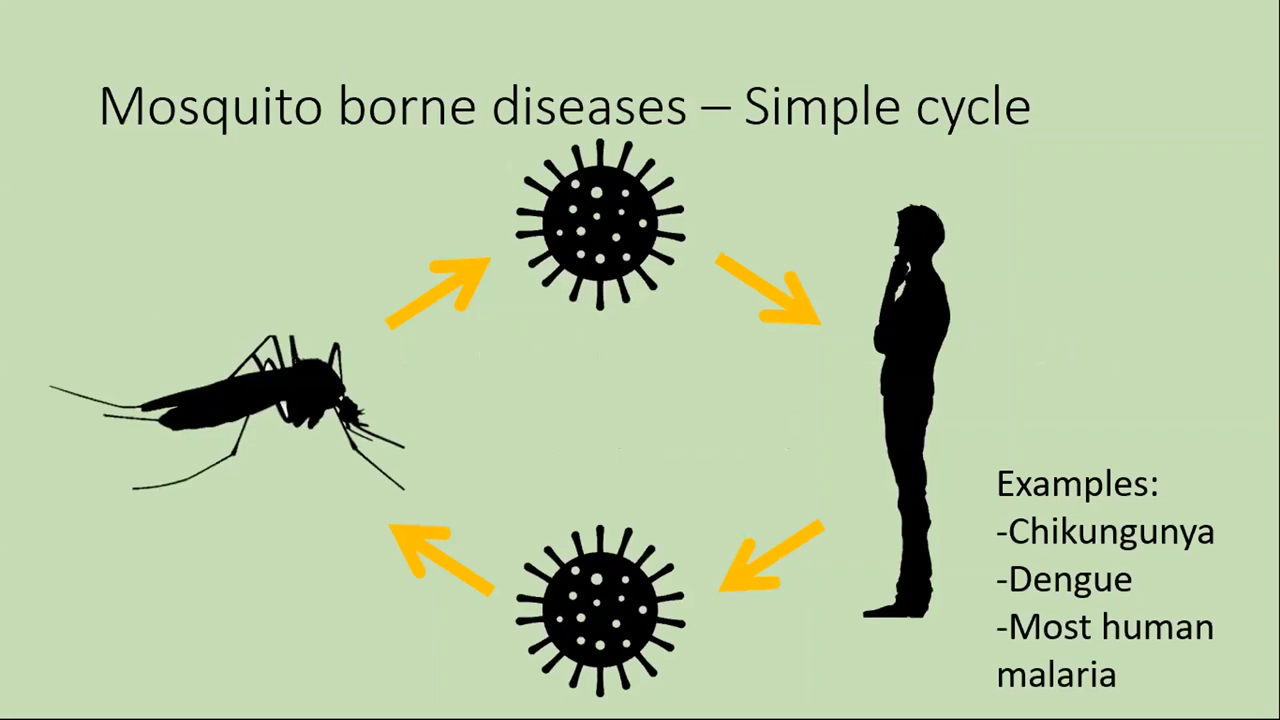 Mosquito borne diseases – Simple cycle
Examples:
-Chikungunya
-Dengue
-Most human
malaria